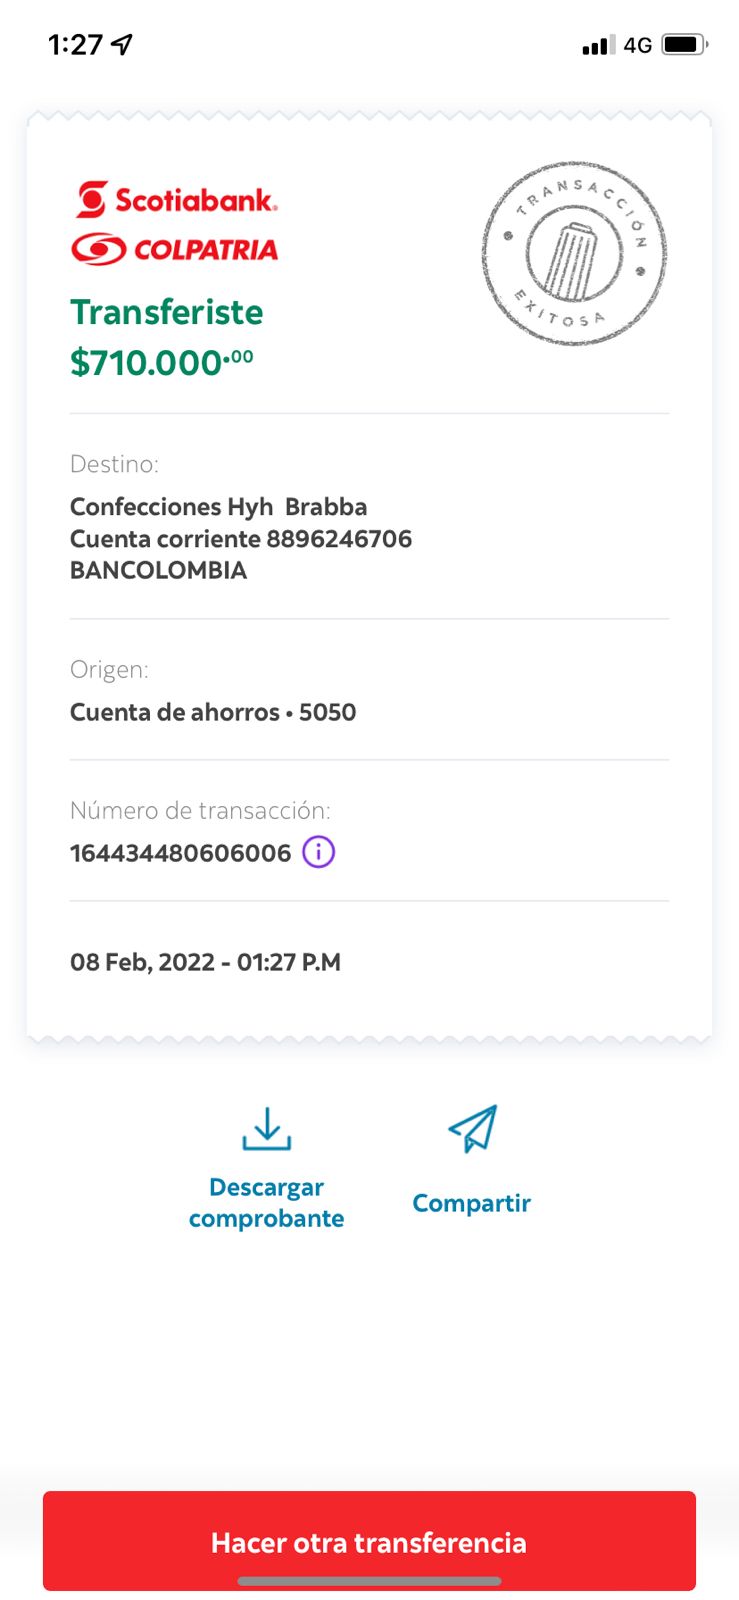 1:27
4G
Scotiabank.
COLPATRIA
TRANSACCIÓN
EXITOSA
Transferiste
$710.000.00
Destino:
Confecciones Hyh  Brabba
Cuenta corriente 8896246706
BANCOLOMBIA
Origen:
Cuenta de ahorros • 5050
Número de transacción:
164434480606006
08 Feb, 2022 - 01:27 P.M
Descargar
comprobante
Compartir
Hacer otra transferencia